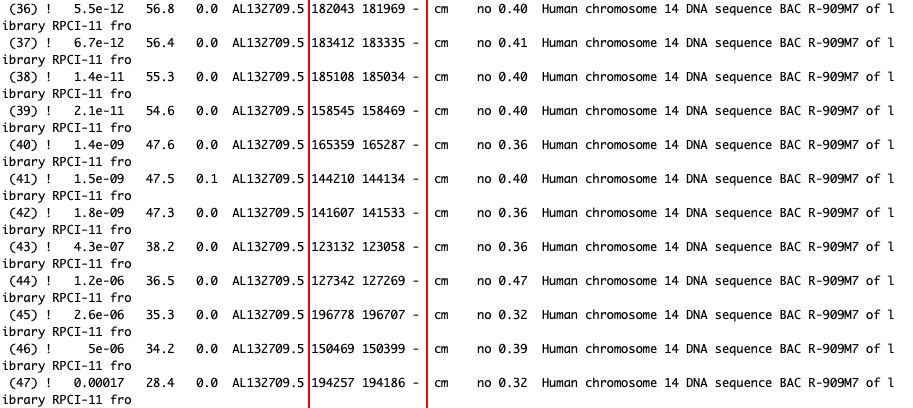 (36) ! 5.5e-12 56.8 0.0 AL132709.5 182043 181969 - cm no 0.40 Human chromosome 14 DNA sequence BAC R-909M7 of l
ibrary RPCI-11 fro
(37) ! 6.7e-12 56.4 0.0 AL132709.5 183412 183335 - cm no 0.41 Human chromosome 14 DNA sequence BAC R-909M7 of l
ibrary RPCI-11 fro
(38) ! 1.4e-11 55.3 0.0 AL132709.5 185108 185034 - cm no 0.40 Human chromosome 14 DNA sequence BAC R-909M7 of l
ibrary RPCI-11 fro
(39) ! 2.1e-11 54.6 0.0 AL132709.5 158545 158469 - cm no 0.40 Human chromosome 14 DNA sequence BAC R-909M7 of l
ibrary RPCI-11 fro
(40) ! 1.4e-09 47.6 0.0 AL132709.5 165359 165287 - cm no 0.36 Human chromosome 14 DNA sequence BAC R-909M7 of l
ibrary RPCI-11 fro
(41) ! 1.5e-09 47.5 0.1 AL132709.5 144210 144134 - cm no 0.40 Human chromosome 14 DNA sequence BAC R-909M7 of l
ibrary RPCI-11 fro
(42) ! 1.8e-09 47.3 0.0 AL132709.5 141607 141533 - cm no 0.36 Human chromosome 14 DNA sequence BAC R-909M7 of l
ibrary RPCI-11 fro
(43) ! 4.3e-07 38.2 0.0 AL132709.5 123132 123058 - cm no 0.36 Human chromosome 14 DNA sequence BAC R-909M7 of l
ibrary RPCI-11 fro
(44) ! 1.2e-06 36.5 0.0 AL132709.5 127342 127269 - cm no 0.47 Human chromosome 14 DNA sequence BAC R-909M7 of l
ibrary RPCI-11 fro
(45) ! 2.6e-06 35.3 0.0 AL132709.5 196778 196707 - cm no 0.32 Human chromosome 14 DNA sequence BAC R-909M7 of l
ibrary RPCI-11 fro
(46) ! 5e-06 34.2 0.0 AL132709.5 150469 150399 - cm no 0.39 Human chromosome 14 DNA sequence BAC R-909M7 of l
ibrary RPCI-11 fro
(47) ! 0.00017 28.4 0.0 AL132709.5 194257 194186 - cm no 0.32 Human chromosome 14 DNA sequence BAC R-909M7 of l
ibrary RPCI-11 fro